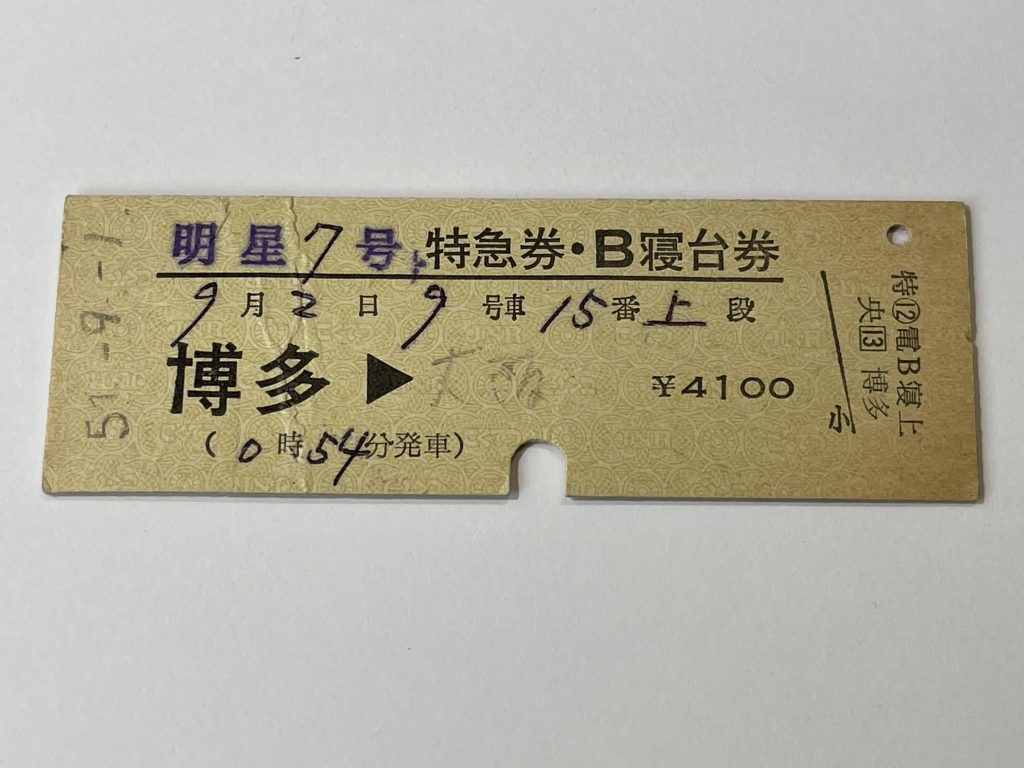 51.-9.-1
明星7号 特急券・B寝台券
9月2日 9号車 15番上段
博多▶
¥4100
(0時54分発車)
小
特⑫電B寝上
央13 博多